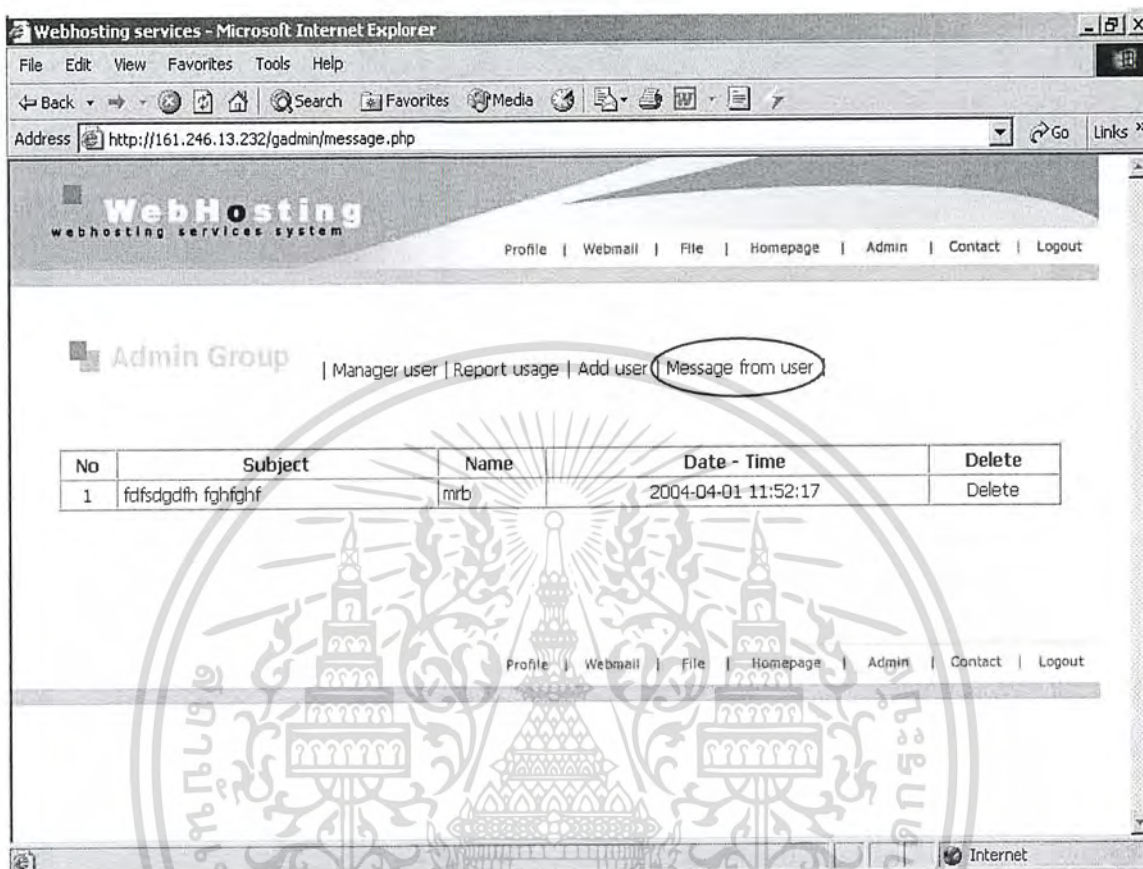 Webhosting services - Microsoft Internet Explorer
File Edit View Favorites Tools Help
Back Search Favorites Media
Address http://161.246.13.232/gadmin/message.php Go Links »
WebHosting
webhosting services system
Profile | Webmail | File | Homepage | Admin | Contact | Logout
Admin Group | Manager user | Report usage | Add user | Message from user |
No Subject Name Date - Time Delete
1 fdfsdgdfh fghfghf mrb 2004-04-01 11:52:17 Delete
Profile | Webmail | File | Homepage | Admin | Contact | Logout
Internet